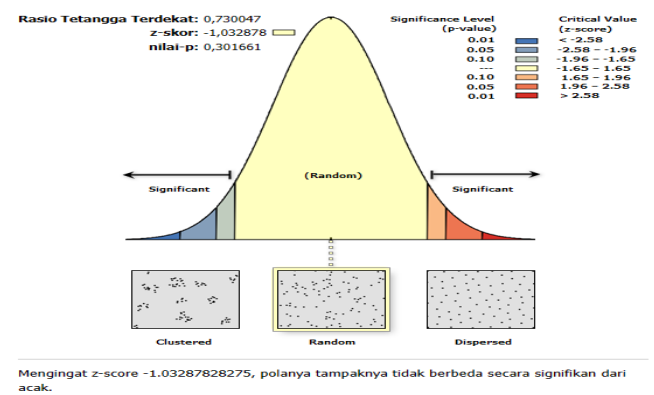 Rasio Tetangga Terdekat: 0,730047
z-skor: -1,032878
nilai-p: 0,301661
Significance Level
(p-value)
Critical Value
(z-score)
0.01 < -2.58
0.05 -2.58 – -1.96
0.10 -1.96 – -1.65
--- -1.65 – 1.65
0.10 1.65 – 1.96
0.05 1.96 – 2.58
0.01 > 2.58
(Random)
Significant
Significant
Clustered
Random
Dispersed
Mengingat z-score -1.03287828275, polanya tampaknya tidak berbeda secara signifikan dari
acak.